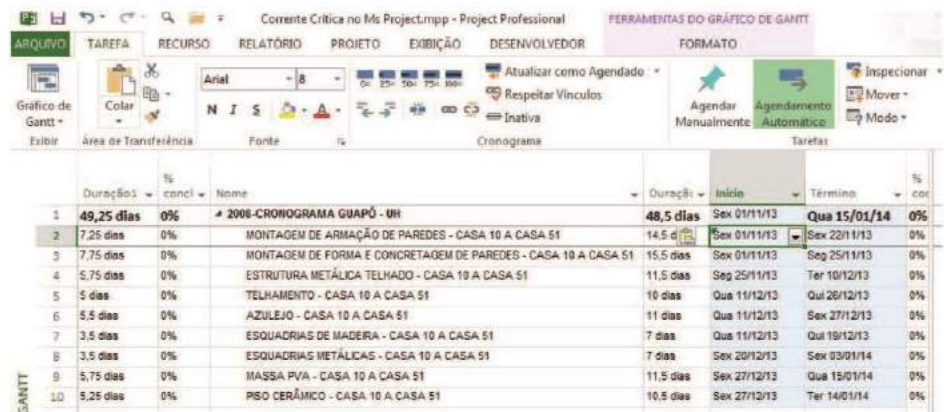 Corrente Crítica no Ms Project.mpp - Project Professional FERRAMENTAS DO GRÁFICO DE GANTT
ARQUIVO TAREFA RECURSO RELATÓRIO PROJETO EXIBIÇÃO DESENVOLVEDOR FORMATO
Gráfico de Gantt
Colar
Arial 8
N I S A
0% 25% 50% 75% 100%
Atualizar como Agendado
Respeitar Vínculos
Inativa
Agendar Manualmente
Agendamento Automático
Inspecionar
Mover
Modo
Exibir Área de Transferência Fonte Cronograma Tarefas
Duração1 % concl Nome Duração Início Término %
1 49,25 dias 0% 2008-CRONOGRAMA GUAPÓ - UH 48,5 dias Sex 01/11/13 Qua 15/01/14 0%
2 7,25 dias 0% MONTAGEM DE ARMAÇÃO DE PAREDES - CASA 10 A CASA 51 14,5 d Sex 01/11/13 Sex 22/11/13 0%
3 7,75 dias 0% MONTAGEM DE FORMA E CONCRETAGEM DE PAREDES - CASA 10 A CASA 51 15,5 dias Sex 01/11/13 Seg 25/11/13 0%
4 5,75 dias 0% ESTRUTURA METÁLICA TELHADO - CASA 10 A CASA 51 11,5 dias Seg 25/11/13 Ter 10/12/13 0%
5 5 dias 0% TELHAMENTO - CASA 10 A CASA 51 10 dias Qua 11/12/13 Qui 26/12/13 0%
6 5,5 dias 0% AZULEJO - CASA 10 A CASA 51 11 dias Qua 11/12/13 Sex 27/12/13 0%
7 3,5 dias 0% ESQUADRIAS DE MADEIRA - CASA 10 A CASA 51 7 dias Qua 11/12/13 Qui 19/12/13 0%
8 3,5 dias 0% ESQUADRIAS METÁLICAS - CASA 10 A CASA 51 7 dias Sex 20/12/13 Sex 03/01/14 0%
9 5,75 dias 0% MASSA PVA - CASA 10 A CASA 51 11,5 dias Sex 27/12/13 Qua 15/01/14 0%
10 5,25 dias 0% PISO CERÂMICO - CASA 10 A CASA 51 10,5 dias Sex 27/12/13 Ter 14/01/14 0%
GANTT